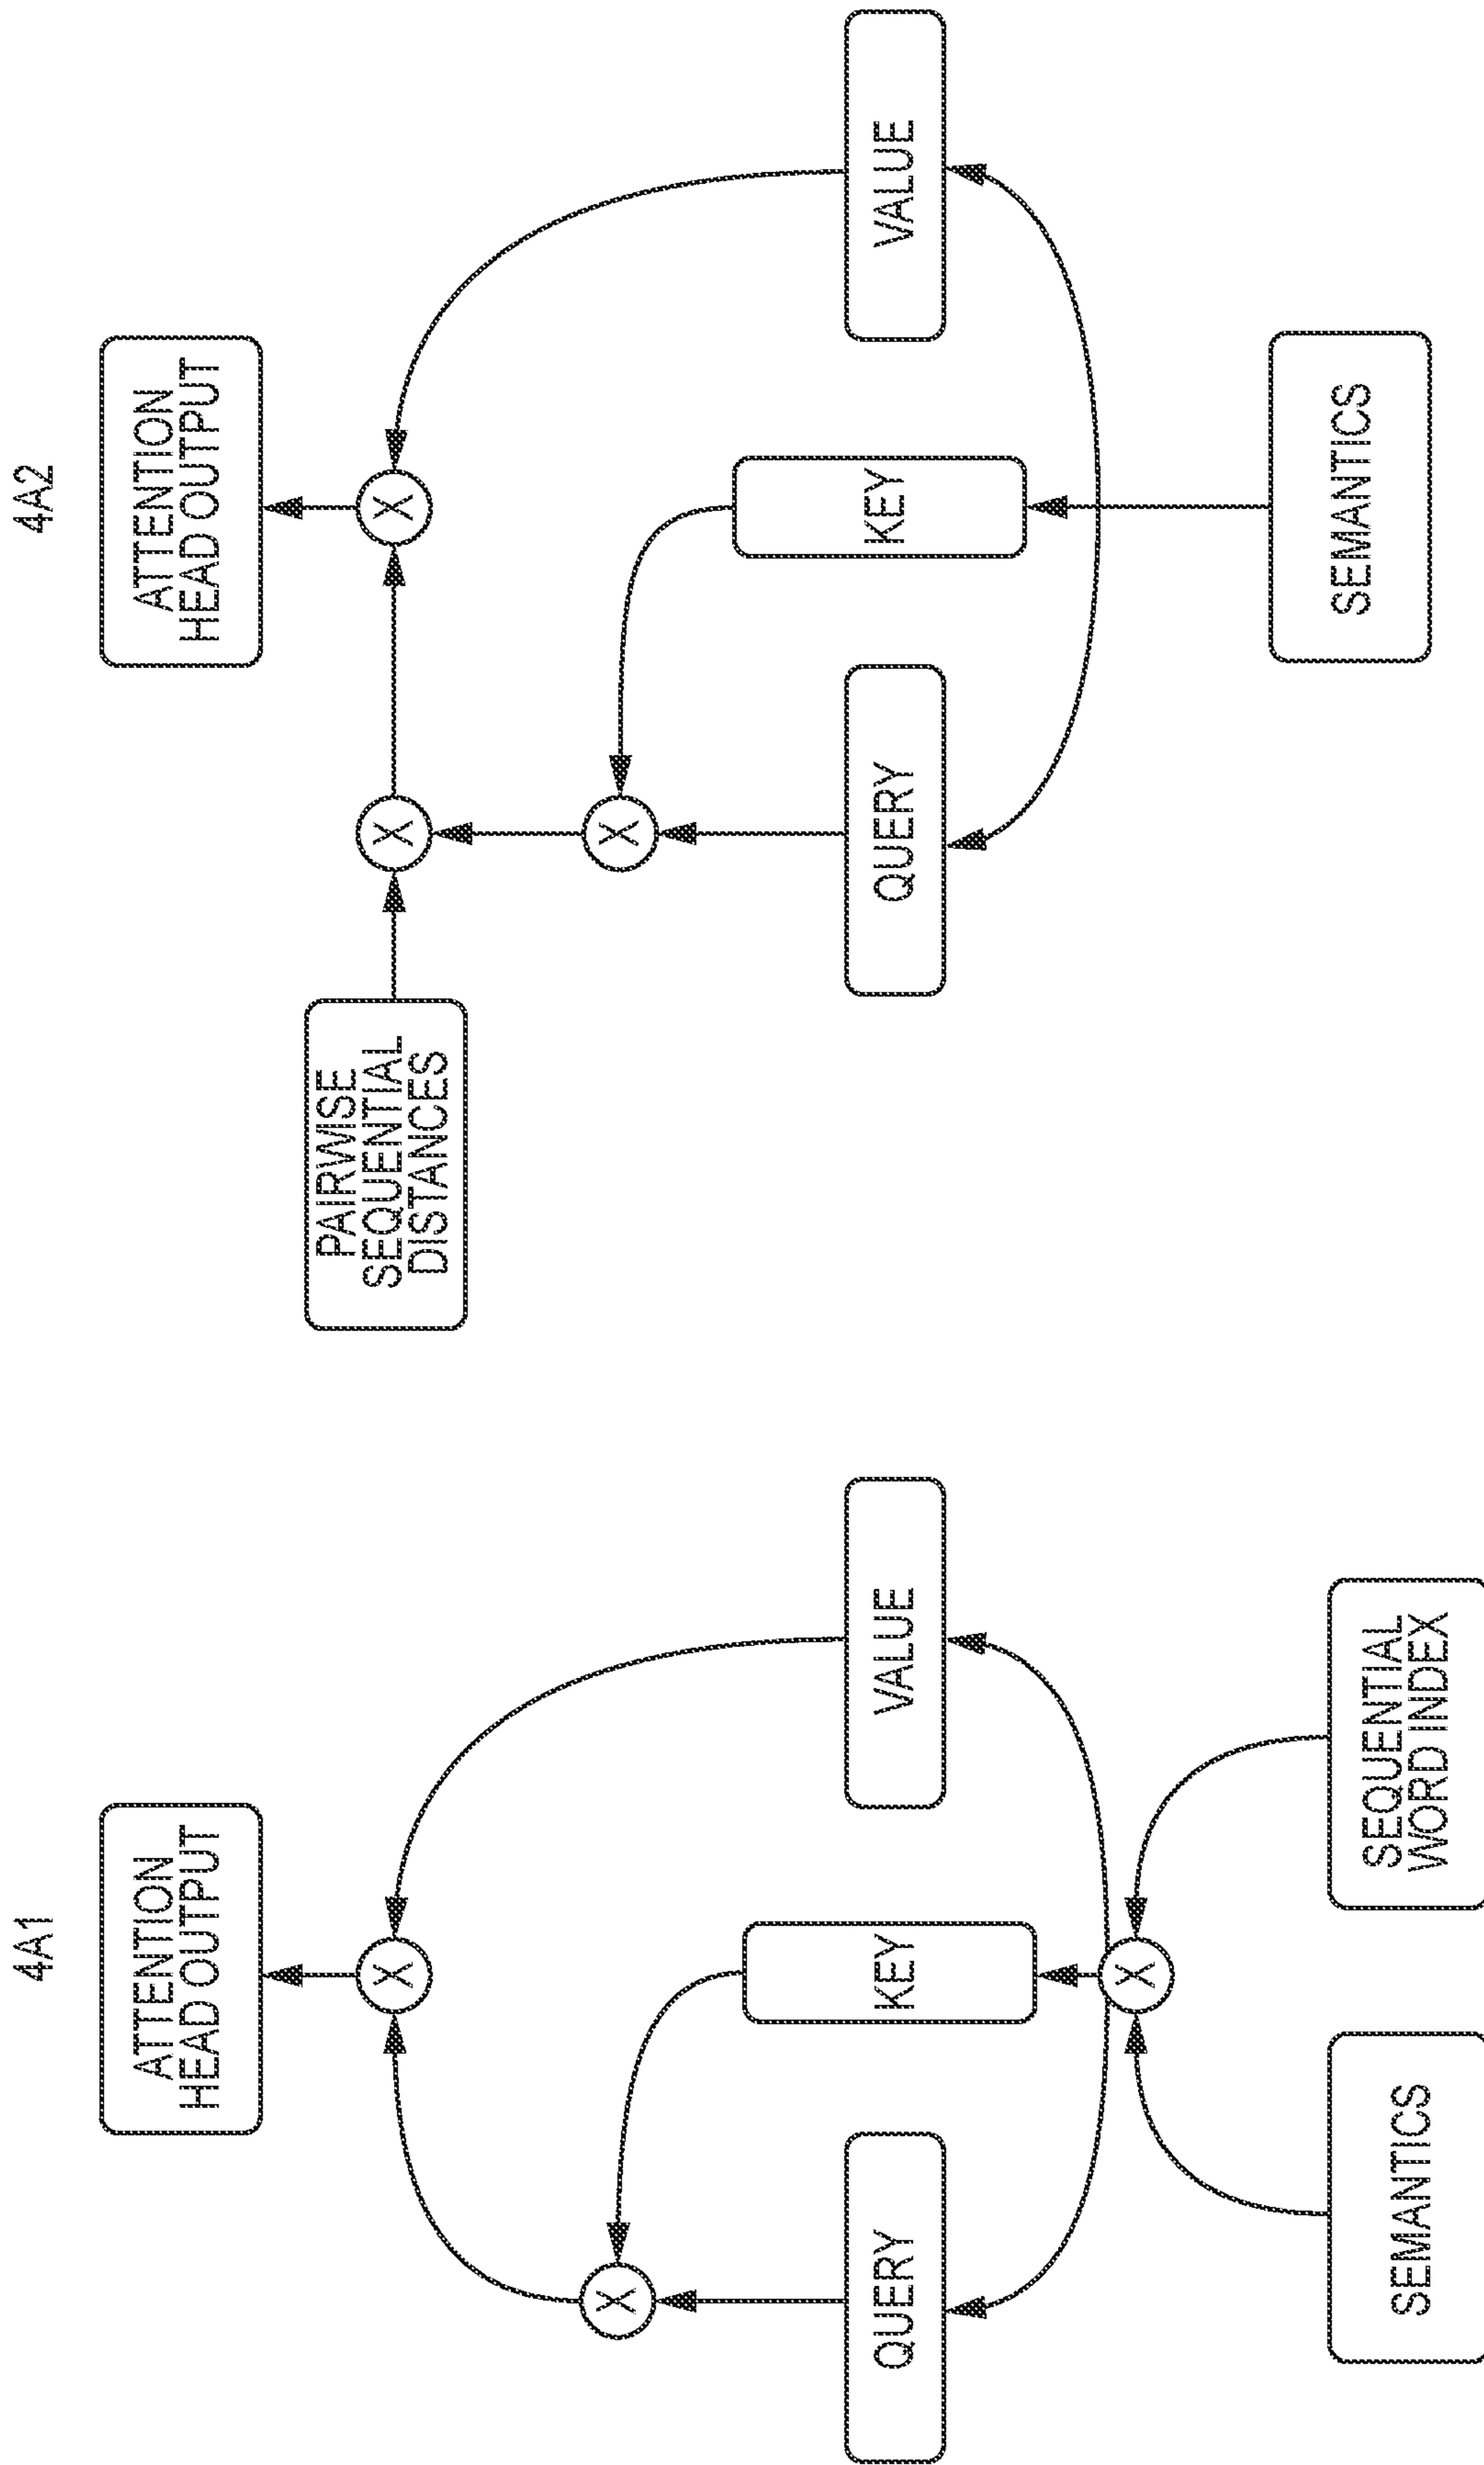 4A1
ATTENTION
HEAD OUTPUT
X
X
KEY
QUERY
VALUE
X
SEMANTICS
SEQUENTIAL
WORD INDEX
4A2
ATTENTION
HEAD OUTPUT
PAIRWISE
SEQUENTIAL
DISTANCES
X
X
X
KEY
QUERY
VALUE
SEMANTICS